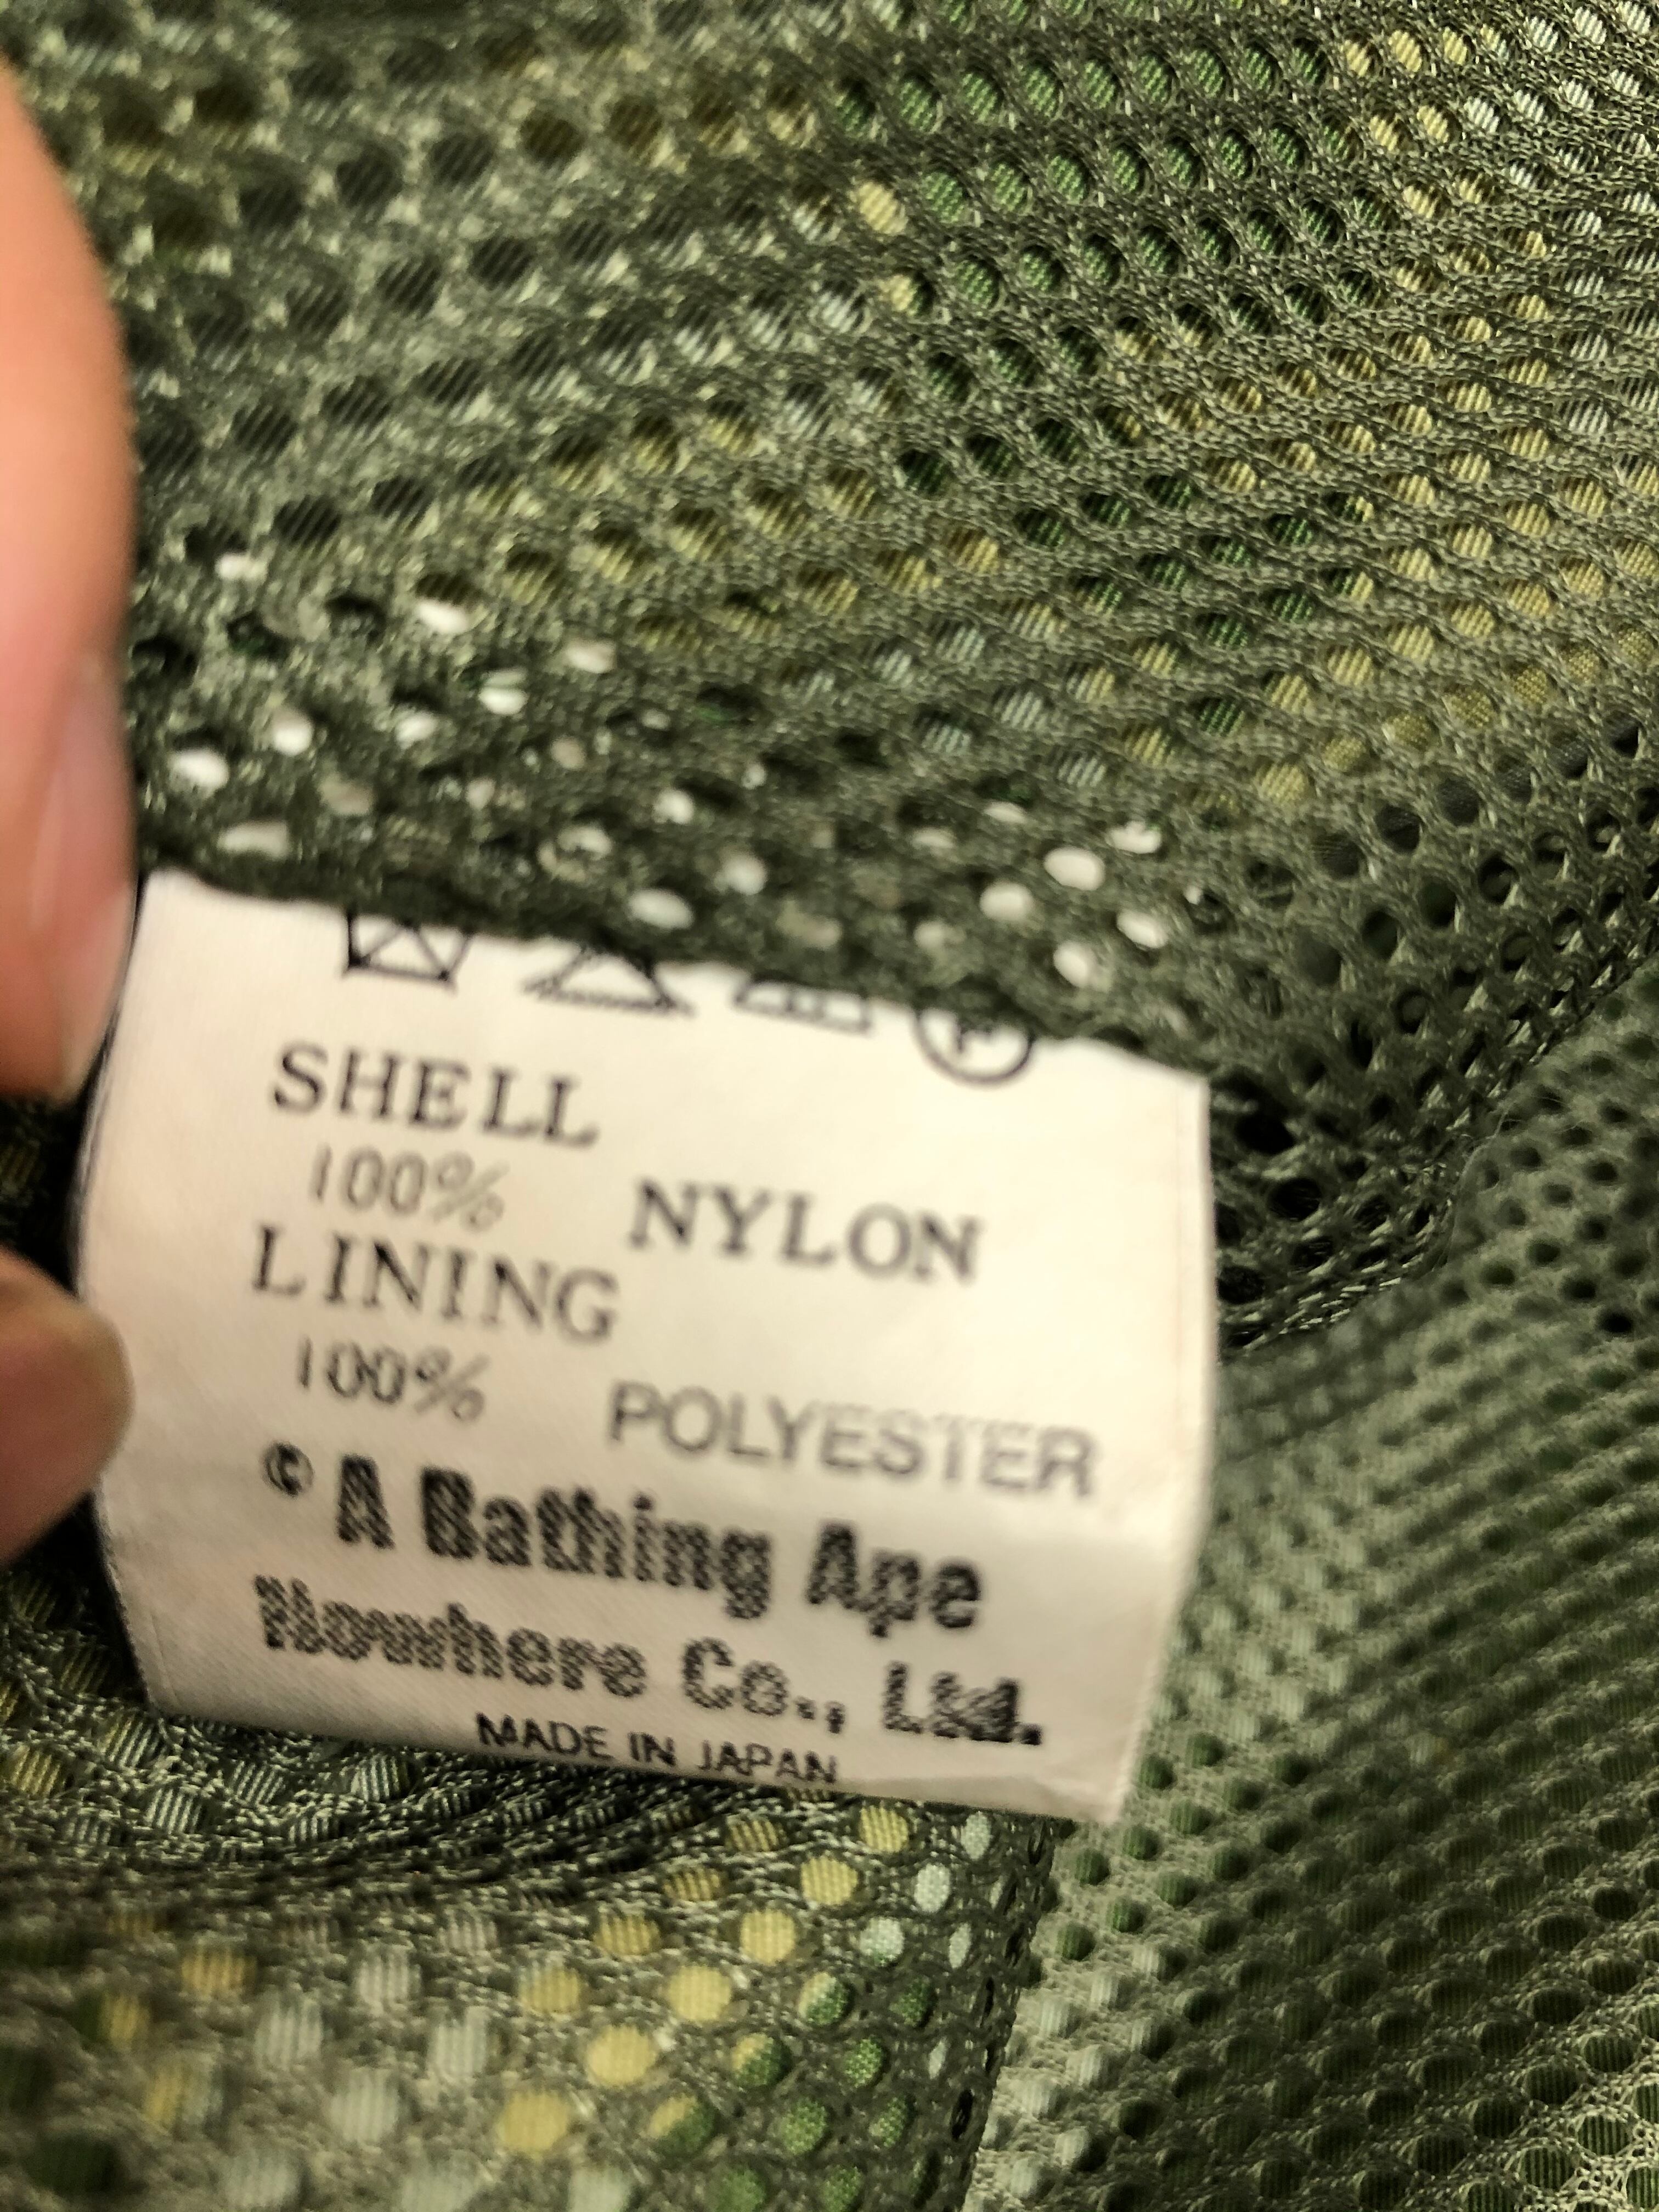 F
SHELL
100% NYLON
LINING
100% POLYESTER
© A Bathing Ape
Nowhere Co., Ltd.
MADE IN JAPAN